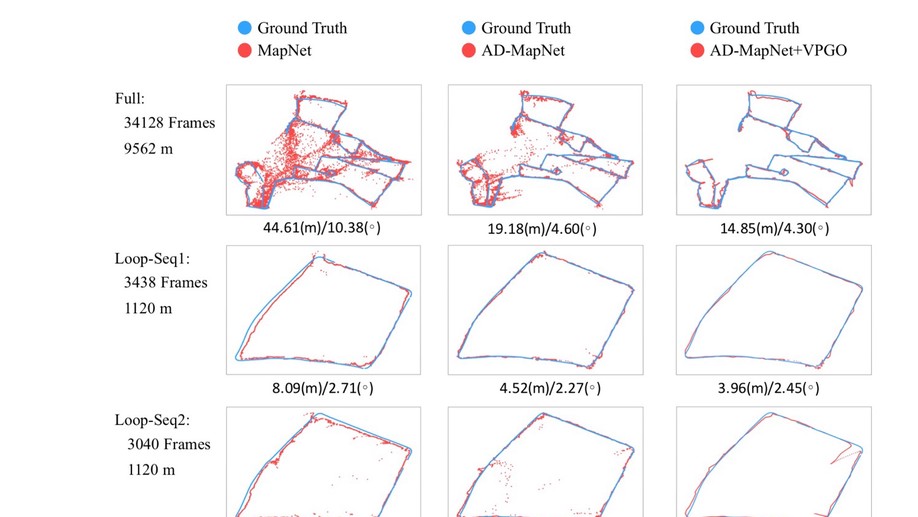 Ground Truth
MapNet
Ground Truth
AD-MapNet
Ground Truth
AD-MapNet+VPGO
Full:
34128 Frames
9562 m
44.61(m)/10.38(◦)
19.18(m)/4.60(◦)
14.85(m)/4.30(◦)
Loop-Seq1:
3438 Frames
1120 m
8.09(m)/2.71(◦)
4.52(m)/2.27(◦)
3.96(m)/2.45(◦)
Loop-Seq2:
3040 Frames
1120 m